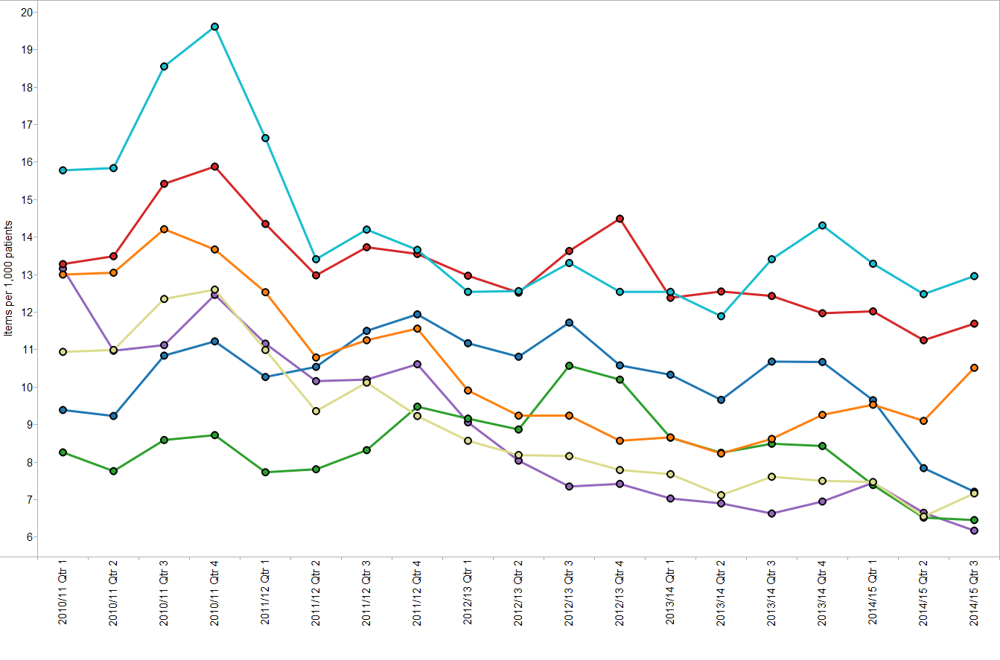 20
19
18
17
16
15
14
13
12
11
10
9
8
7
6
Items per 1,000 patients
2010/11 Qtr 1
2010/11 Qtr 2
2010/11 Qtr 3
2010/11 Qtr 4
2011/12 Qtr 1
2011/12 Qtr 2
2011/12 Qtr 3
2011/12 Qtr 4
2012/13 Qtr 1
2012/13 Qtr 2
2012/13 Qtr 3
2012/13 Qtr 4
2013/14 Qtr 1
2013/14 Qtr 2
2013/14 Qtr 3
2013/14 Qtr 4
2014/15 Qtr 1
2014/15 Qtr 2
2014/15 Qtr 3